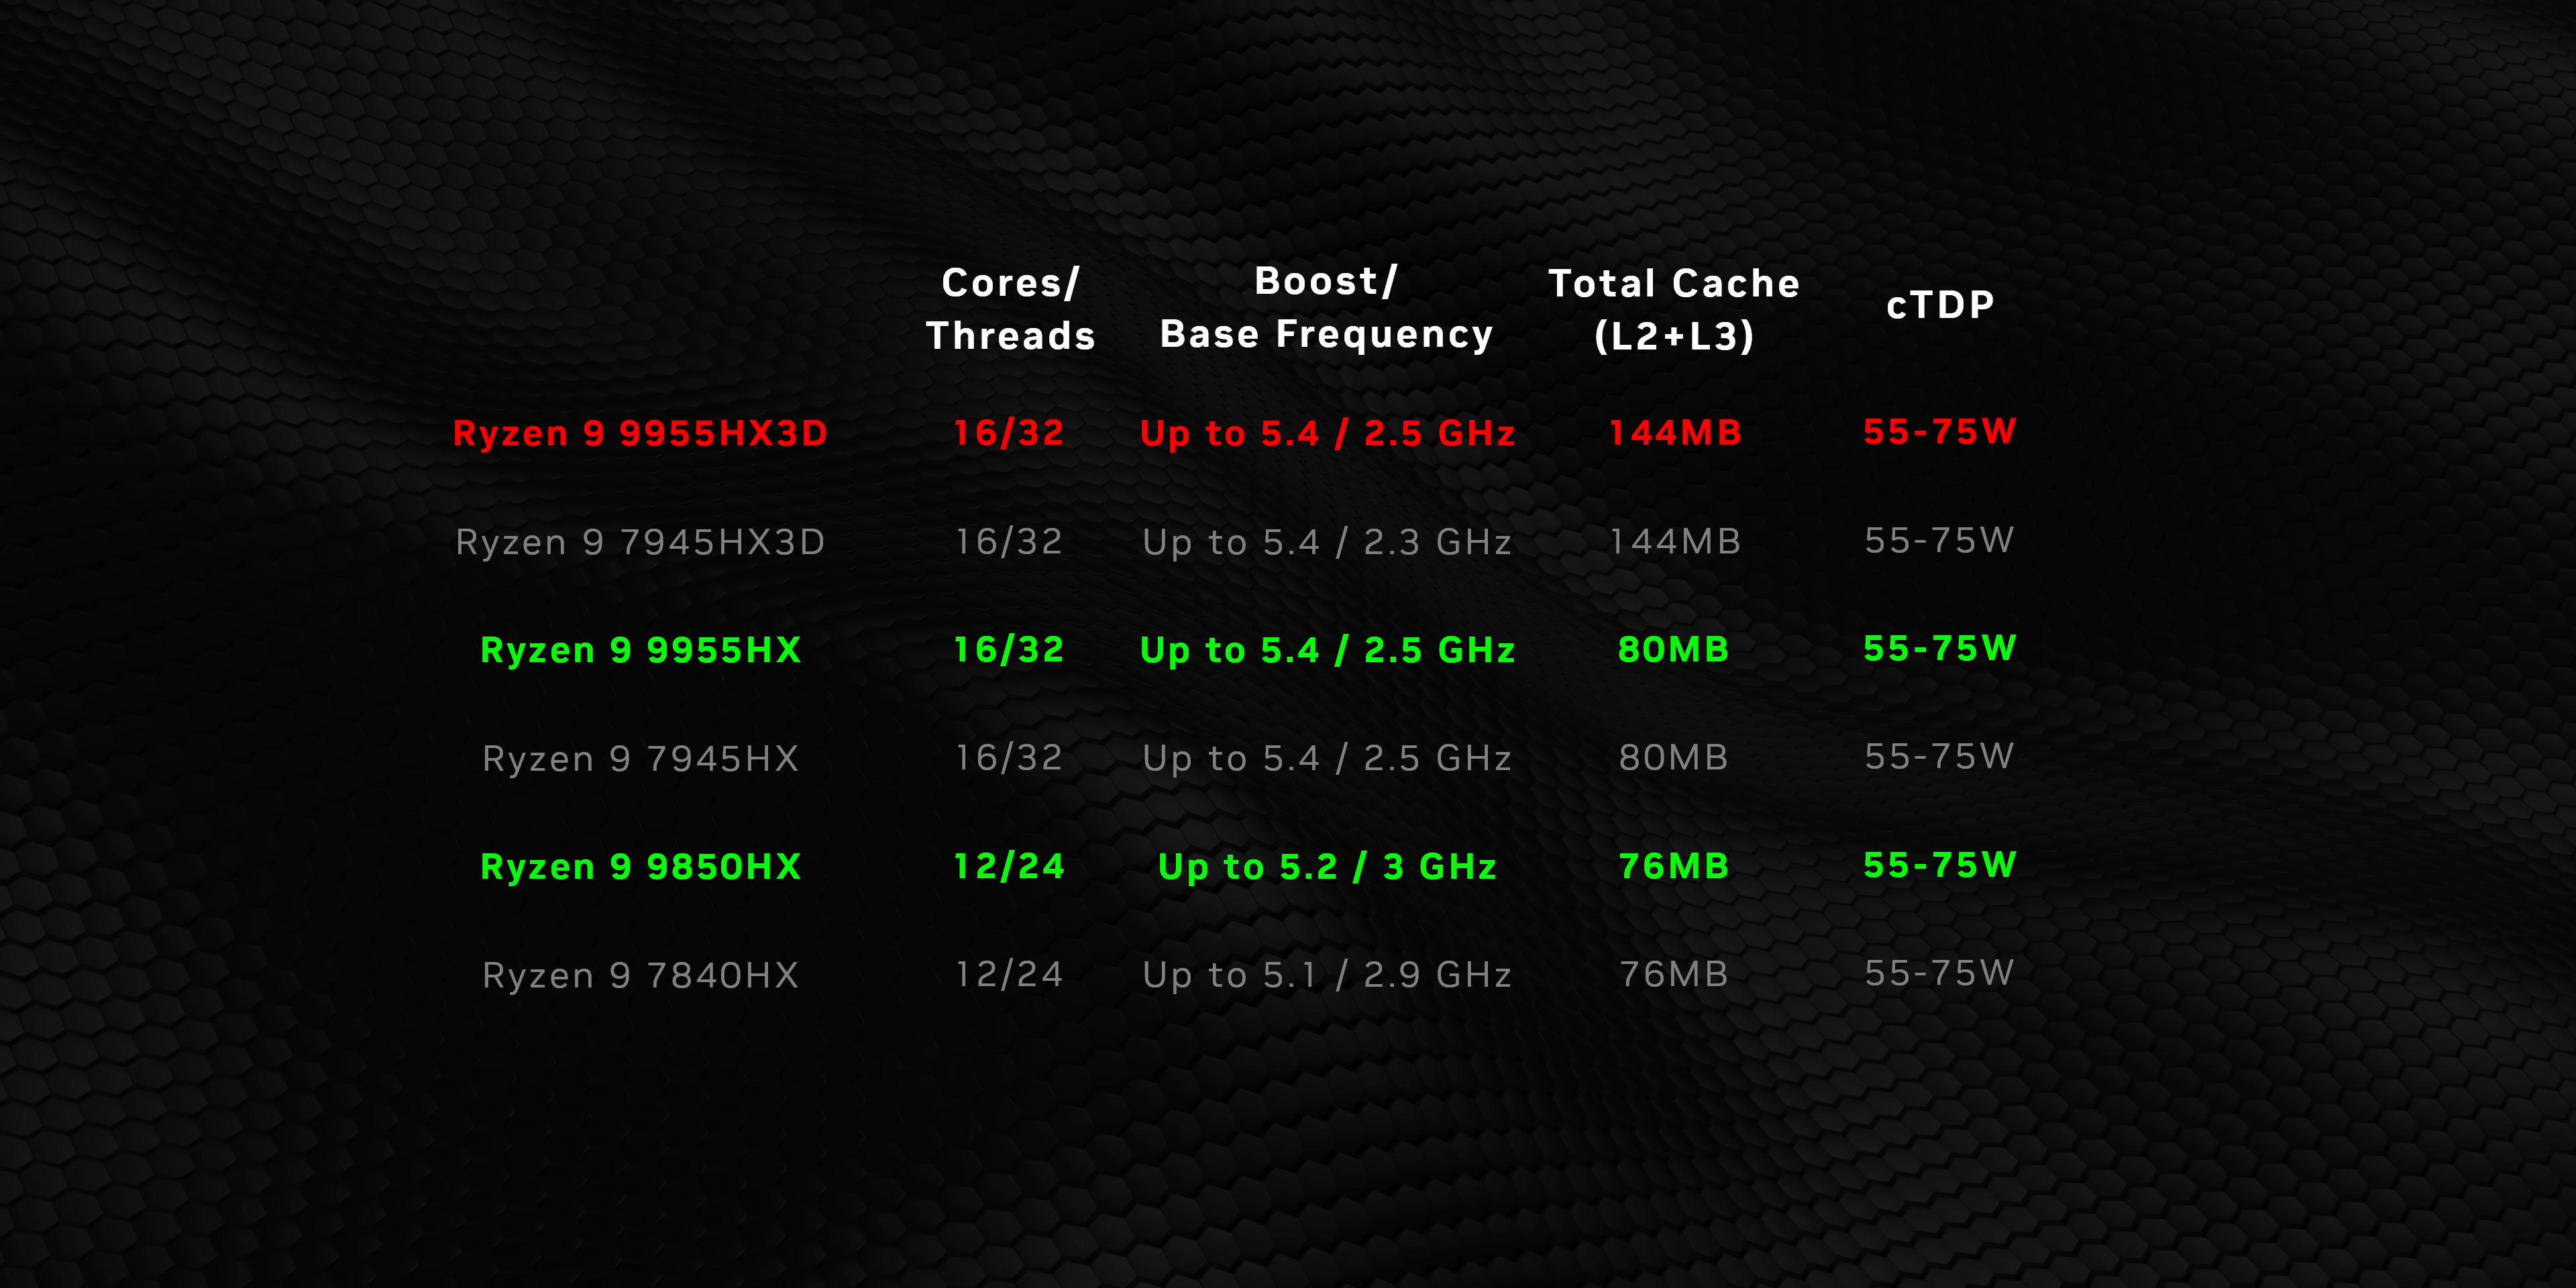 Cores/
Threads
Boost/
Base Frequency
Total Cache
(L2+L3)
cTDP
Ryzen 9 9955HX3D 16/32 Up to 5.4 / 2.5 GHz 144MB 55-75W
Ryzen 9 7945HX3D 16/32 Up to 5.4 / 2.3 GHz 144MB 55-75W
Ryzen 9 9955HX 16/32 Up to 5.4 / 2.5 GHz 80MB 55-75W
Ryzen 9 7945HX 16/32 Up to 5.4 / 2.5 GHz 80MB 55-75W
Ryzen 9 9850HX 12/24 Up to 5.2 / 3 GHz 76MB 55-75W
Ryzen 9 7840HX 12/24 Up to 5.1 / 2.9 GHz 76MB 55-75W